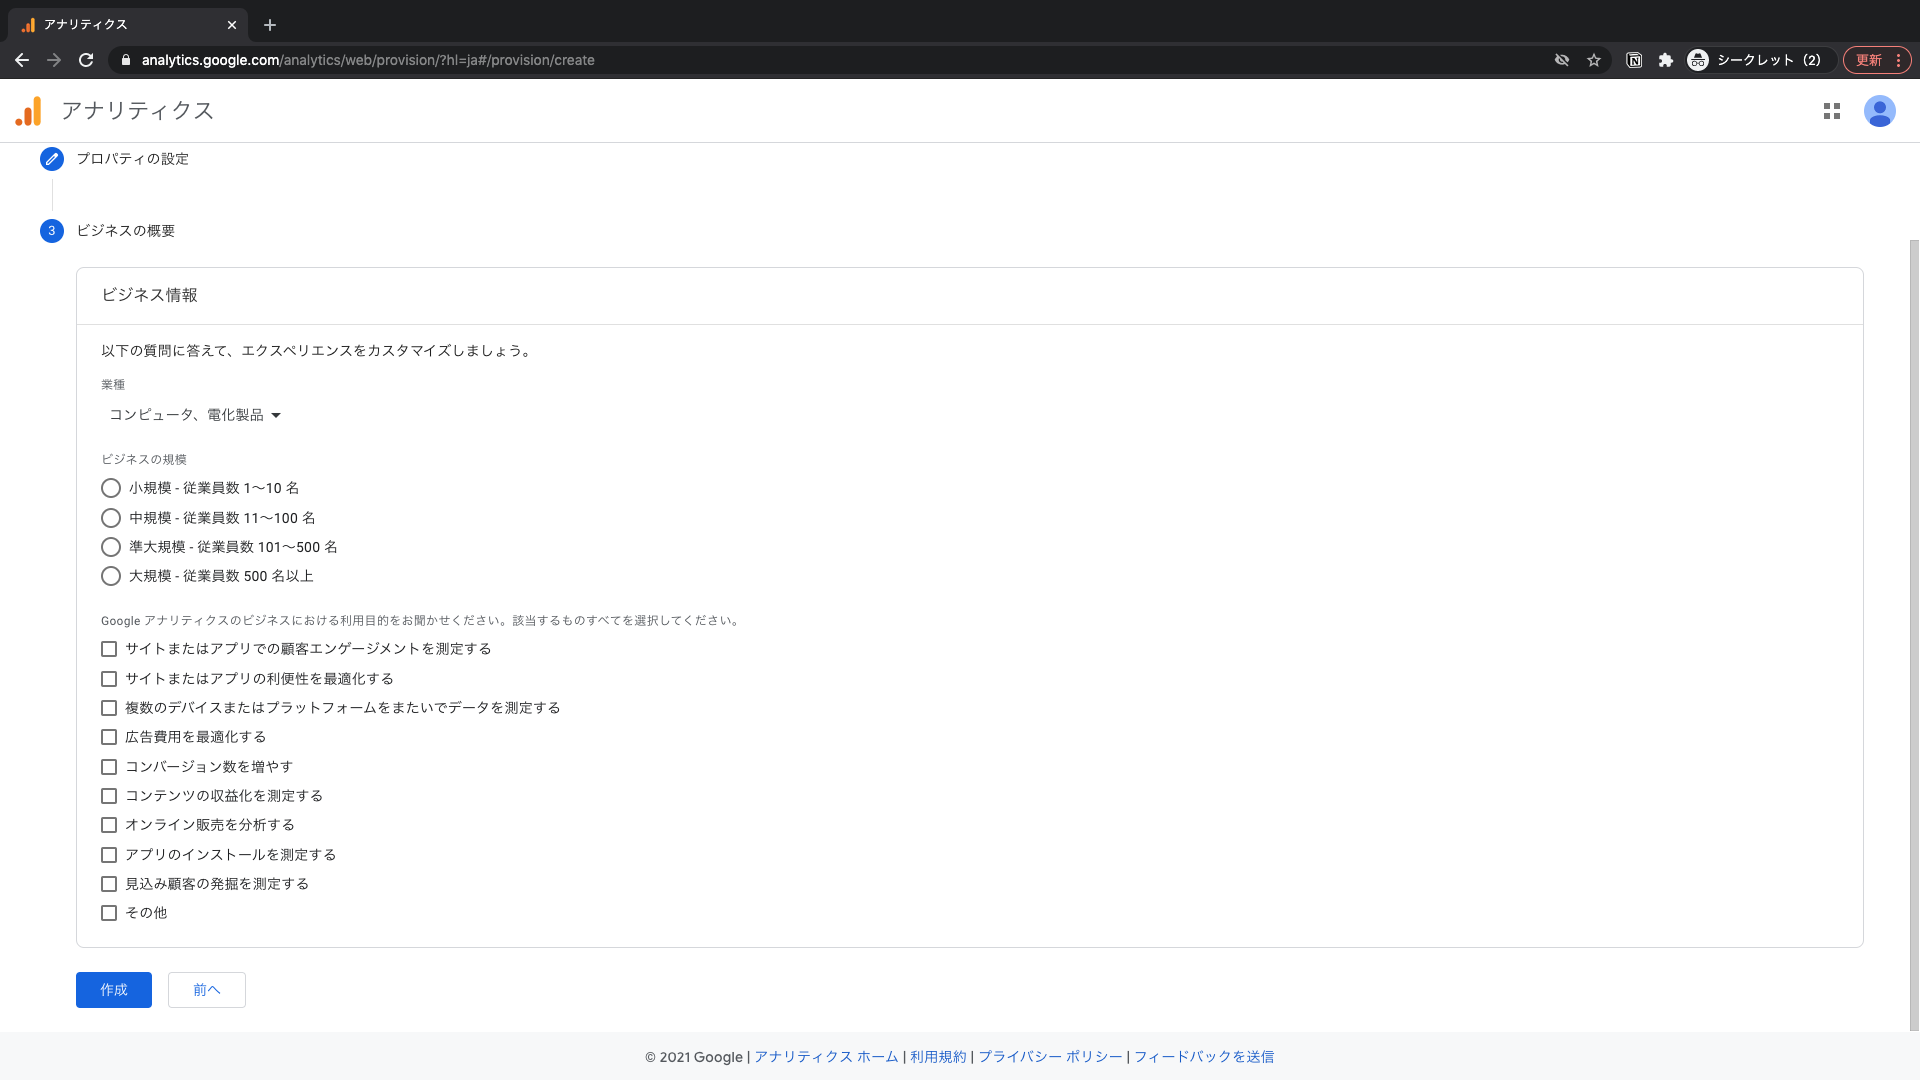 アナリティクス
analytics.google.com/analytics/web/provision/?hl=ja#/provision/create
シークレット（2）
更新
アナリティクス
プロパティの設定
3 ビジネスの概要
ビジネス情報
以下の質問に答えて、エクスペリエンスをカスタマイズしましょう。
業種
コンピュータ、電化製品
ビジネスの規模
小規模 - 従業員数 1～10 名
中規模 - 従業員数 11～100 名
準大規模 - 従業員数 101～500 名
大規模 - 従業員数 500 名以上
Google アナリティクスのビジネスにおける利用目的をお聞かせください。該当するものすべてを選択してください。
サイトまたはアプリでの顧客エンゲージメントを測定する
サイトまたはアプリの利便性を最適化する
複数のデバイスまたはプラットフォームをまたいでデータを測定する
広告費用を最適化する
コンバージョン数を増やす
コンテンツの収益化を測定する
オンライン販売を分析する
アプリのインストールを測定する
見込み顧客の発掘を測定する
その他
作成 前へ
© 2021 Google | アナリティクス ホーム | 利用規約 | プライバシー ポリシー | フィードバックを送信